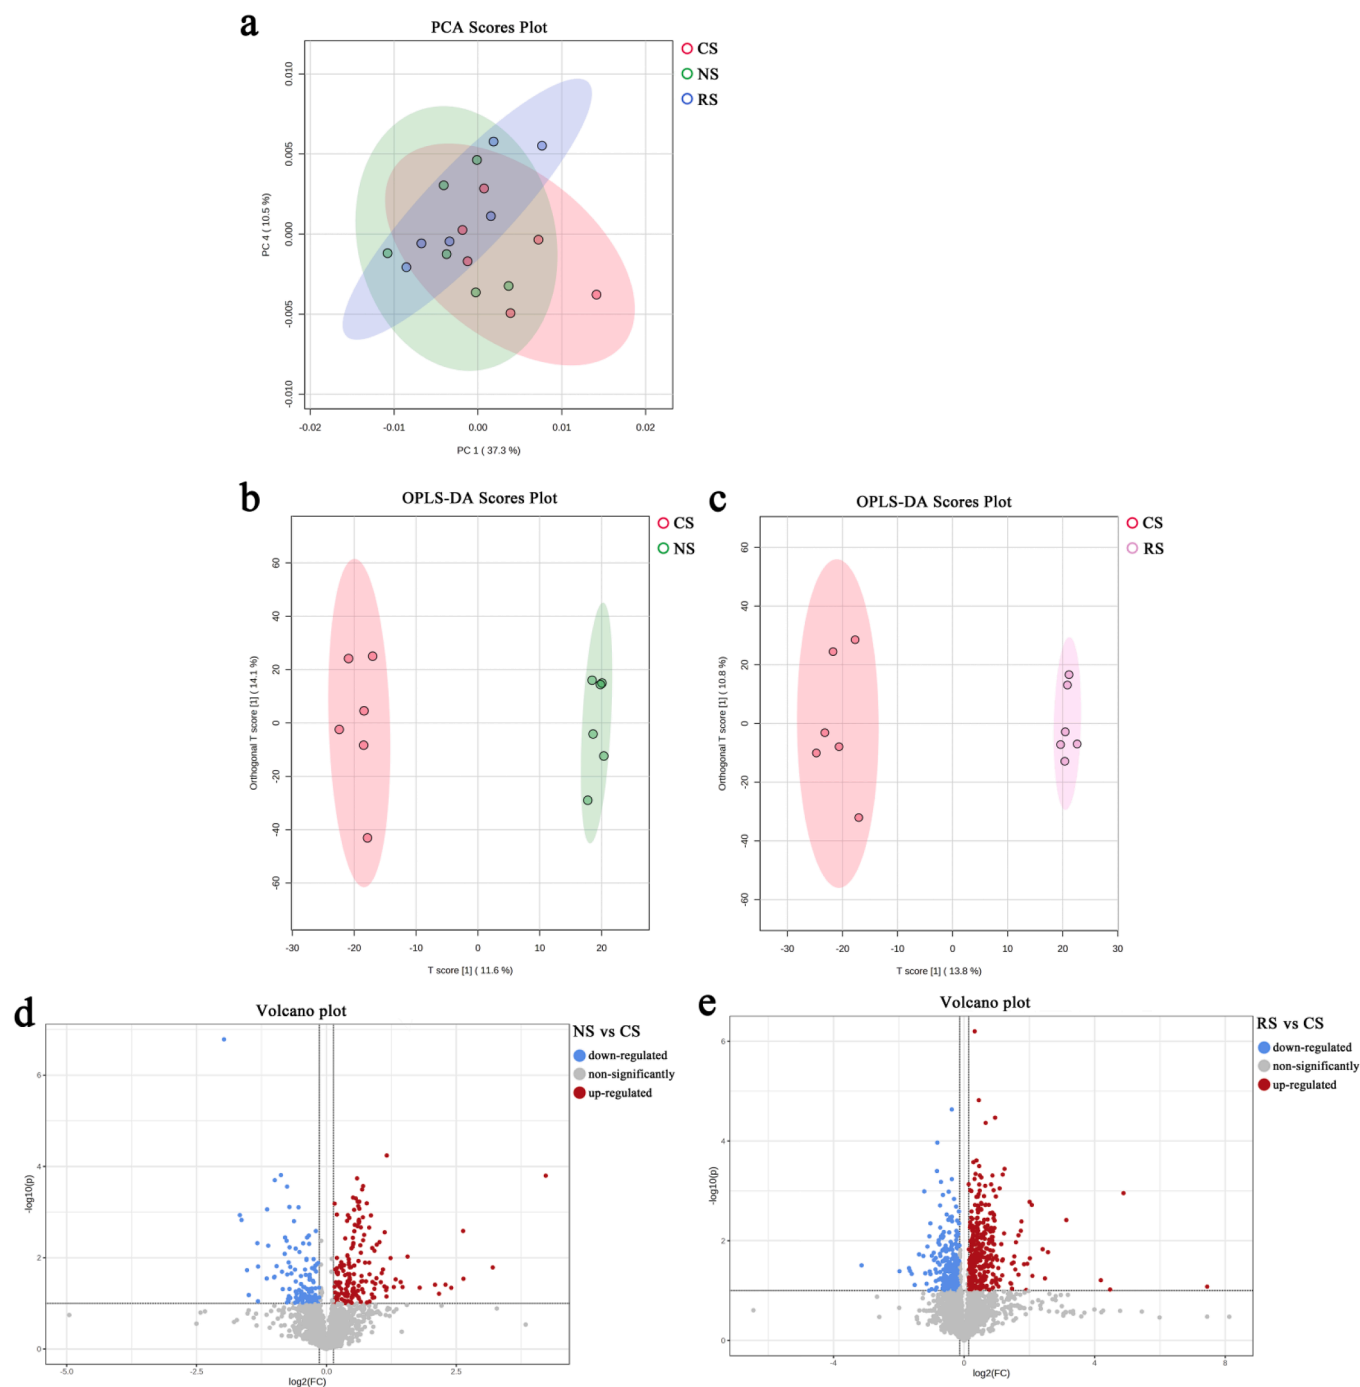 a
PCA Scores Plot
CS
NS
RS
0.010
0.005
0.000
-0.005
-0.010
PC 4 ( 10.5 %)
-0.02 -0.01 0.00 0.01 0.02
PC 1 ( 37.3 %)
b
OPLS-DA Scores Plot
CS
NS
60
40
20
0
-20
-40
-60
Orthogonal T score [1] ( 14.1 %)
-30 -20 -10 0 10 20
T score [1] ( 11.6 %)
c
OPLS-DA Scores Plot
CS
RS
60
40
20
0
-20
-40
-60
Orthogonal T score [1] ( 10.8 %)
-30 -20 -10 0 10 20 30
T score [1] ( 13.8 %)
d
Volcano plot
NS vs CS
down-regulated
non-significantly
up-regulated
6
4
2
0
-log10(p)
-5.0 -2.5 0.0 2.5
log2(FC)
e
Volcano plot
RS vs CS
down-regulated
non-significantly
up-regulated
6
4
2
0
-log10(p)
-4 0 4 8
log2(FC)